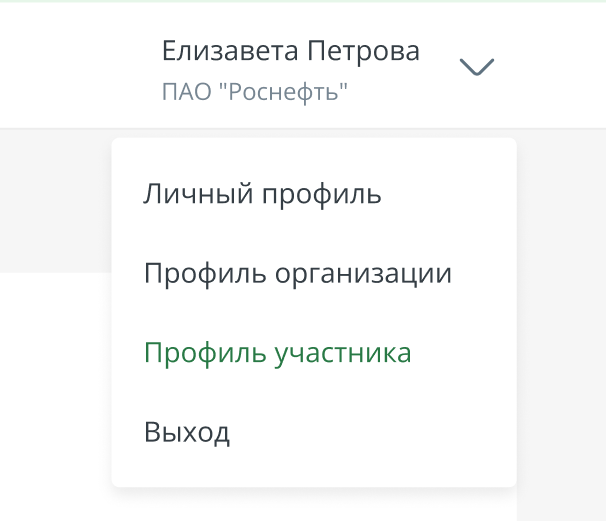 Елизавета Петрова
ПАО "Роснефть"
Личный профиль
Профиль организации
Профиль участника
Выход